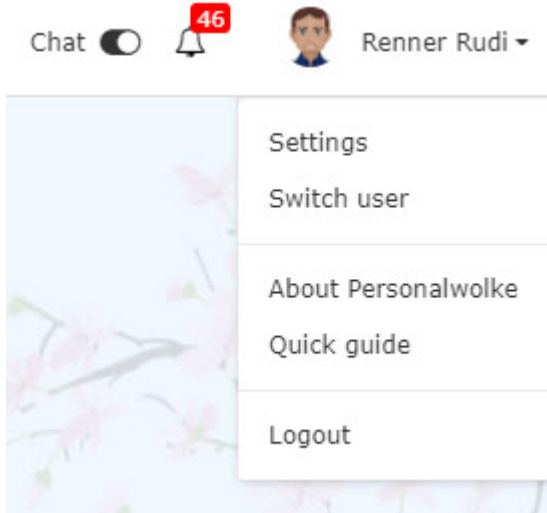 Chat 46 Renner Rudi
Settings
Switch user
About Personalwolke
Quick guide
Logout